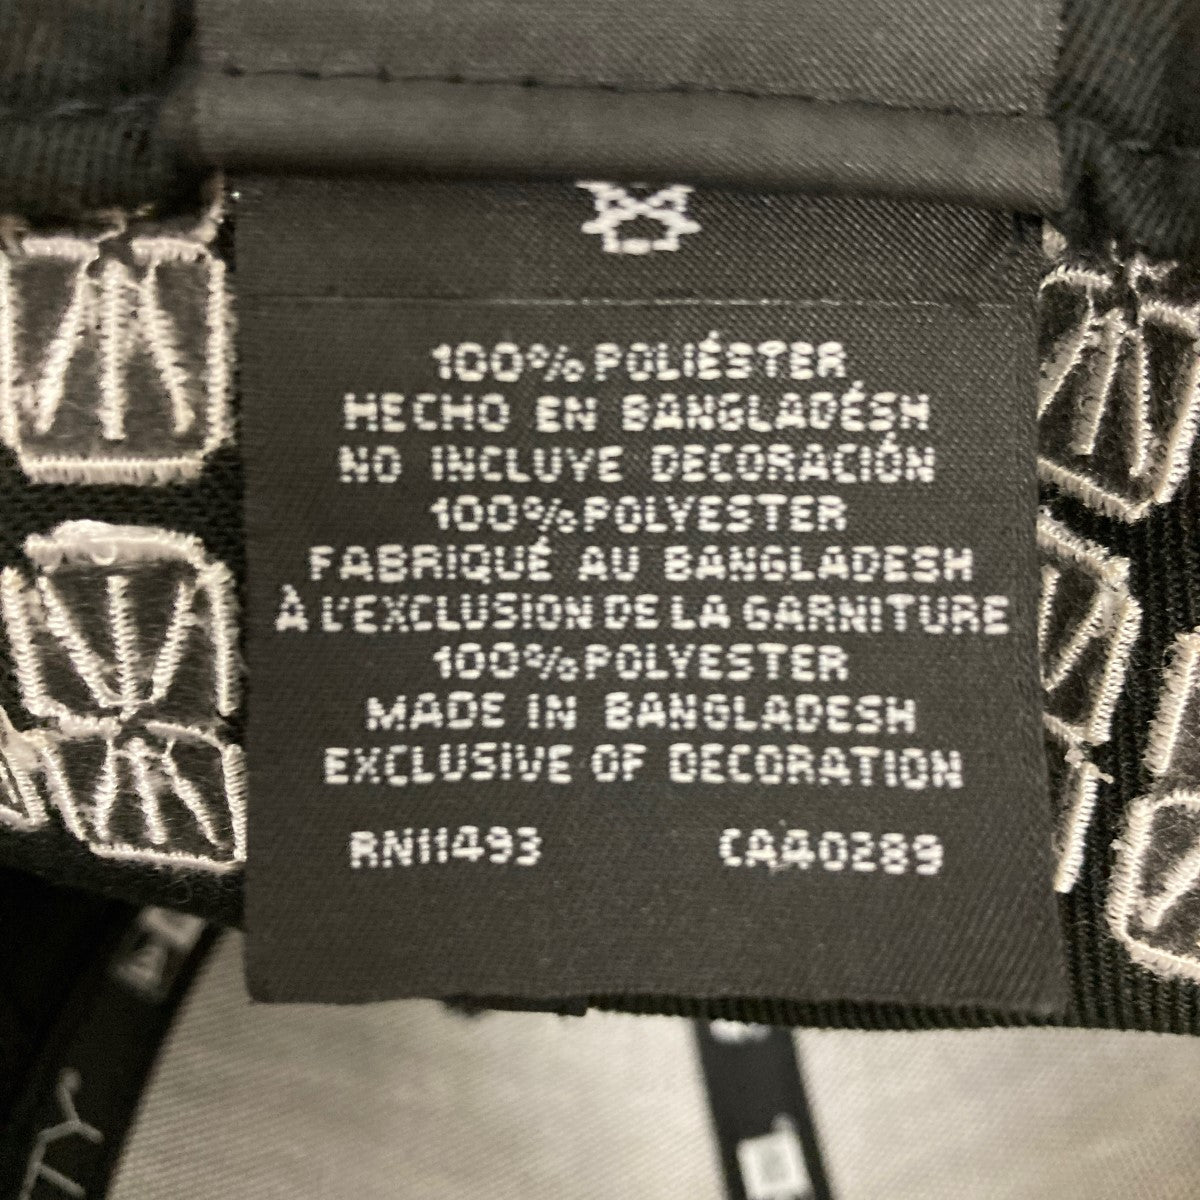 100% POLIÉSTER
HECHO EN BANGLADÉSH
NO INCLUYE DECORACIÓN
100% POLYESTER
FABRIQUÉ AU BANGLADESH
À L'EXCLUSION DE LA GARNITURE
100% POLYESTER
MADE IN BANGLADESH
EXCLUSIVE OF DECORATION
RN11493 CA40289